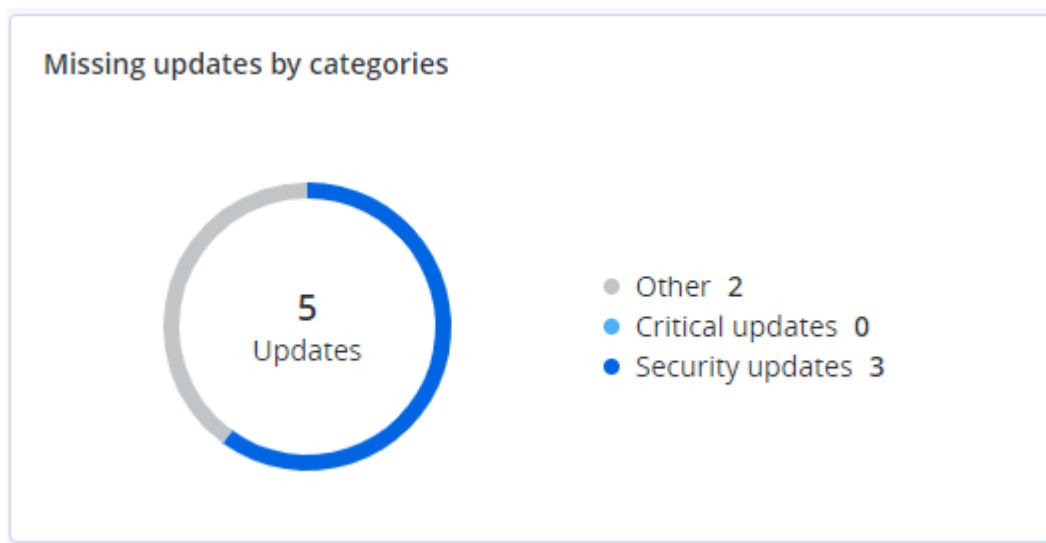 Missing updates by categories
5
Updates
Other 2
Critical updates 0
Security updates 3